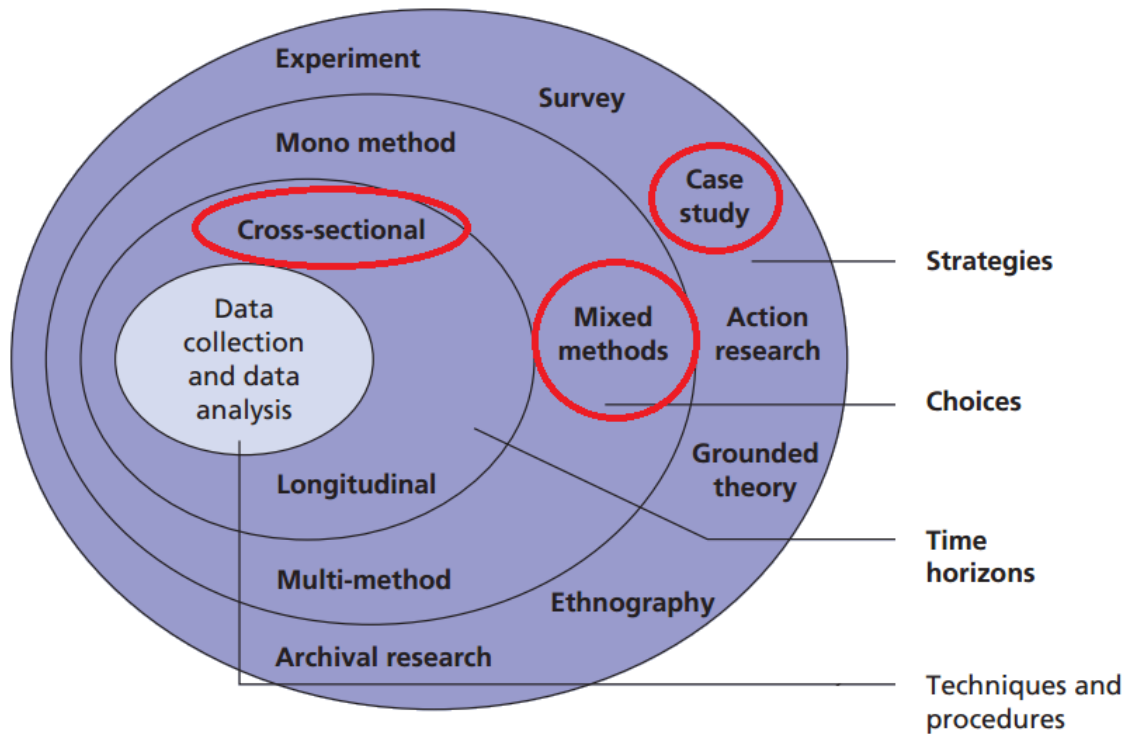 Experiment
Survey
Mono method
Case
study
Cross-sectional
Strategies
Data
collection
and data
analysis
Mixed
methods
Action
research
Choices
Grounded
theory
Longitudinal
Time
horizons
Multi-method
Ethnography
Archival research
Techniques and
procedures